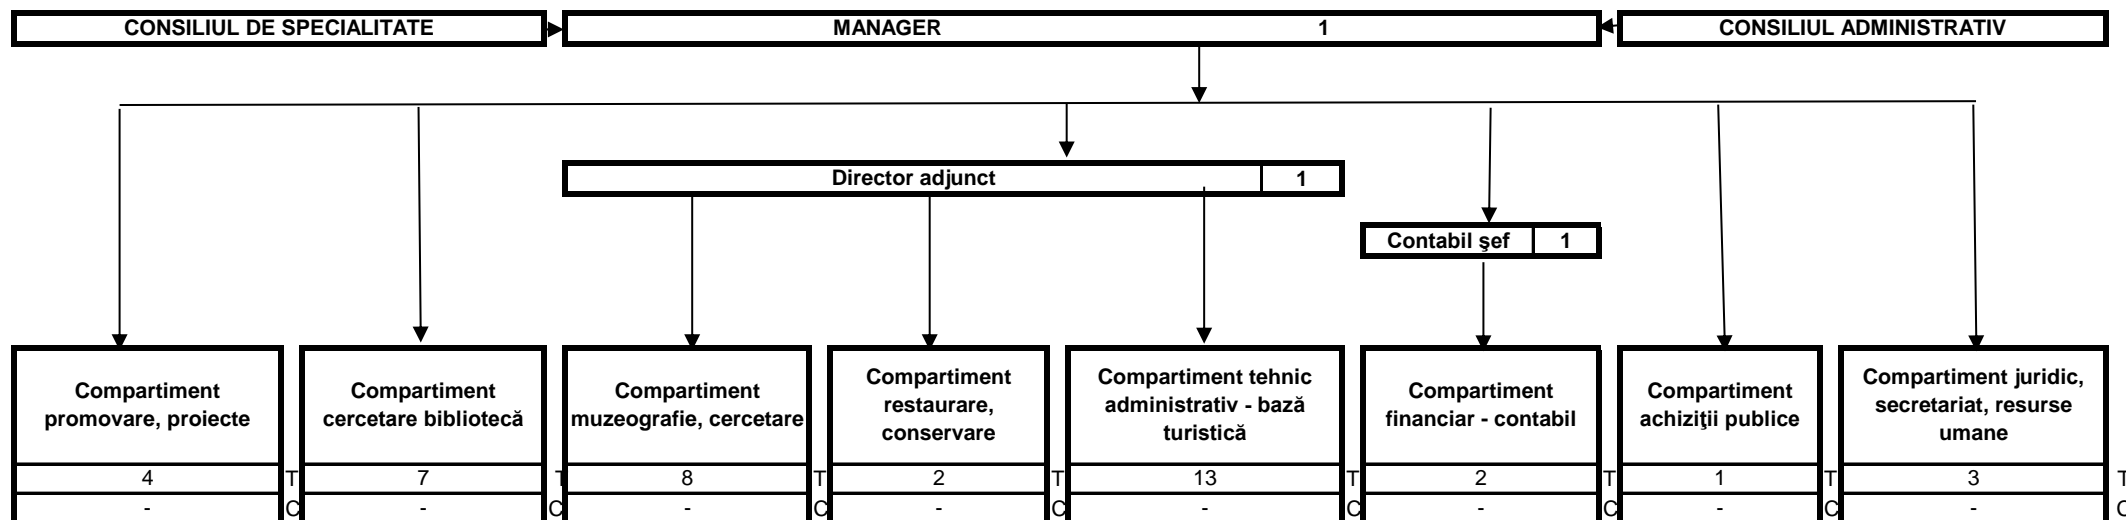 CONSILIUL DE SPECIALITATE
MANAGER 1
CONSILIUL ADMINISTRATIV
Director adjunct 1
Contabil şef 1
Compartiment
promovare, proiecte
Compartiment
cercetare bibliotecă
Compartiment
muzeografie, cercetare
Compartiment
restaurare,
conservare
Compartiment tehnic
administrativ - bază
turistică
Compartiment
financiar - contabil
Compartiment
achiziţii publice
Compartiment juridic,
secretariat, resurse
umane
4 T 7 T 8 T 2 T 13 T 2 T 1 T 3 T
- C - C - C - C - C - C - C - C